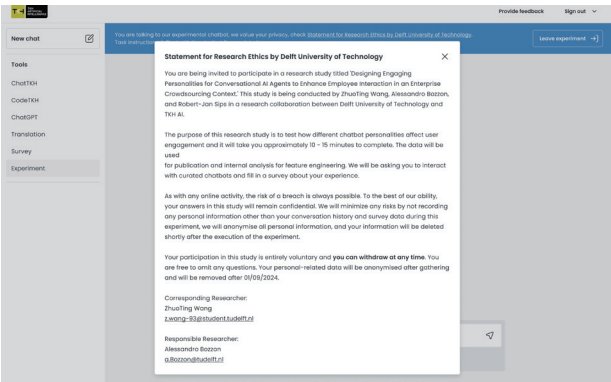 TKH
Provide feedback
Sign out
New chat
You are talking to our experimental chatbot, we value your privacy, check Statement for Research Ethics by Delft University of Technology.
Task instruction
Leave experiment
Tools
ChatTKH
CodeTKH
ChatGPT
Translation
Survey
Experiment
Statement for Research Ethics by Delft University of Technology
You are being invited to participate in a research study titled 'Designing Engaging
Personalities for Conversational AI Agents to Enhance Employee Interaction in an Enterprise
Crowdsourcing Context.' This study is being conducted by ZhuoTing Wang, Alessandro Bozzon,
and Robert-Jan Sips in a research collaboration between Delft University of Technology and
TKH AI.
The purpose of this research study is to test how different chatbot personalities affect user
engagement and it will take you approximately 10 - 15 minutes to complete. The data will be
used
for publication and internal analysis for feature engineering. We will be asking you to interact
with curated chatbots and fill in a survey about your experience.
As with any online activity, the risk of a breach is always possible. To the best of our ability,
your answers in this study will remain confidential. We will minimize any risks by not recording
any personal information other than your conversation history and survey data during this
experiment, we will anonymise all personal information, and your information will be deleted
shortly after the execution of the experiment.
Your participation in this study is entirely voluntary and you can withdraw at any time. You
are free to omit any questions. Your personal-related data will be anonymised after gathering
and will be removed after 01/09/2024.
Corresponding Researcher:
ZhuoTing Wang
z.wang-93@student.tudelft.nl
Responsible Researcher:
Alessandro Bozzon
a.Bozzon@tudelft.nl